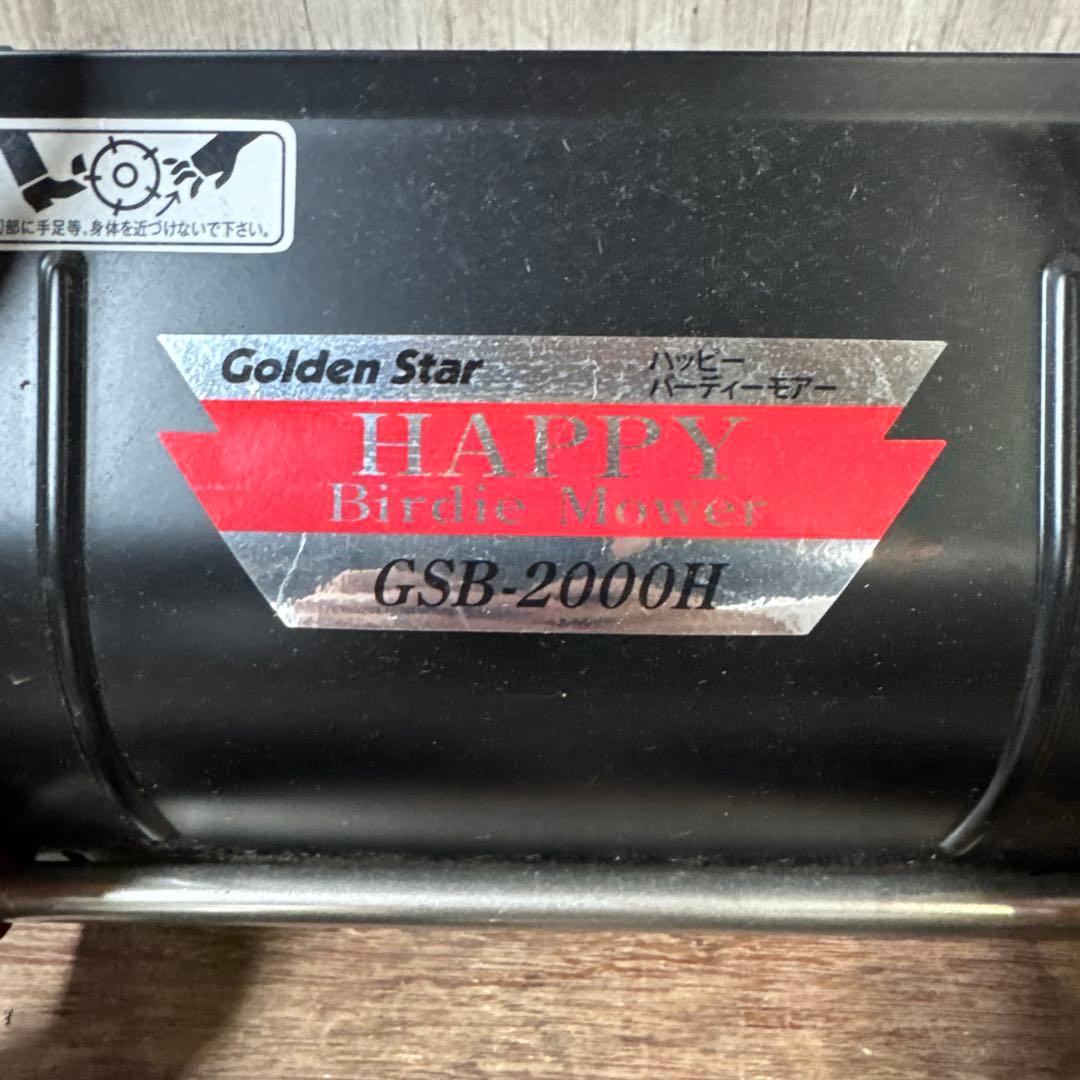 部に手足等、身体を近づけないで下さい。
Golden Star
ハッピー
バーディーモアー
HAPPY
Birdie Mower
GSB-2000H